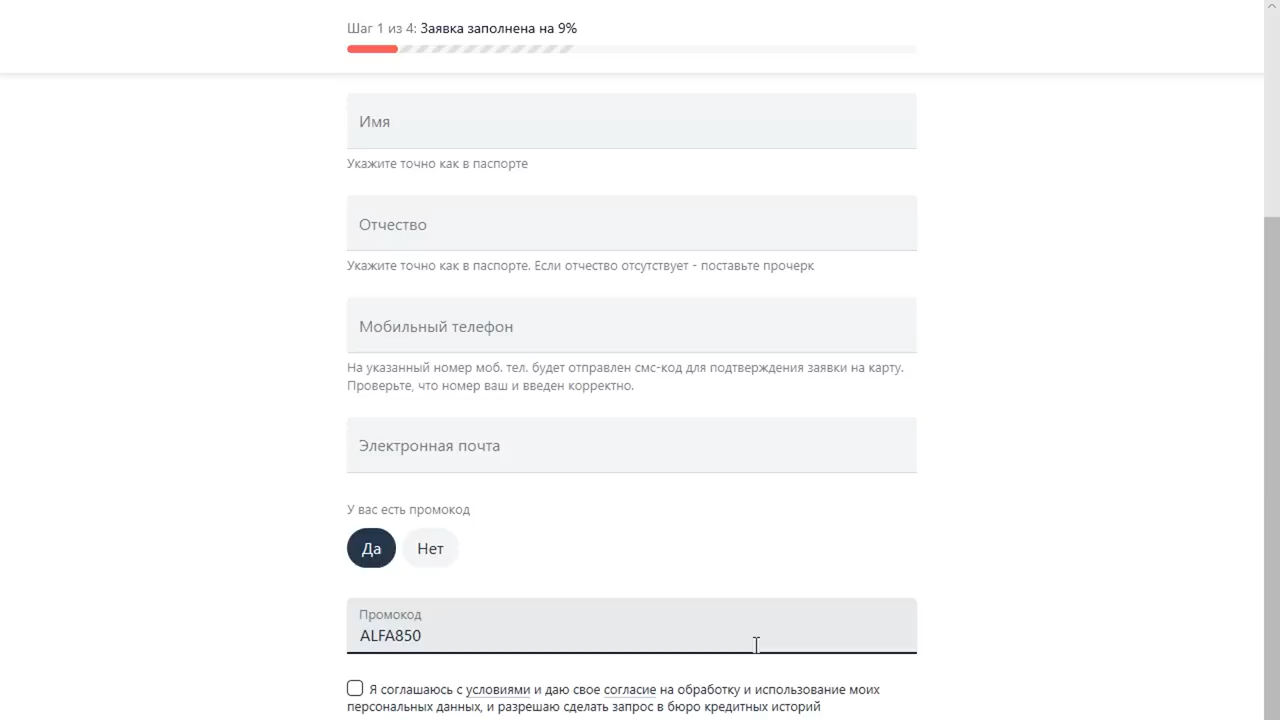 Шаг 1 из 4: Заявка заполнена на 9%
Имя
Укажите точно как в паспорте
Отчество
Укажите точно как в паспорте. Если отчество отсутствует - поставьте прочерк
Мобильный телефон
На указанный номер моб. тел. будет отправлен смс-код для подтверждения заявки на карту.
Проверьте, что номер ваш и введен корректно.
Электронная почта
У вас есть промокод
Да Нет
Промокод
ALFA850
Я соглашаюсь с условиями и даю свое согласие на обработку и использование моих
персональных данных, и разрешаю сделать запрос в бюро кредитных историй